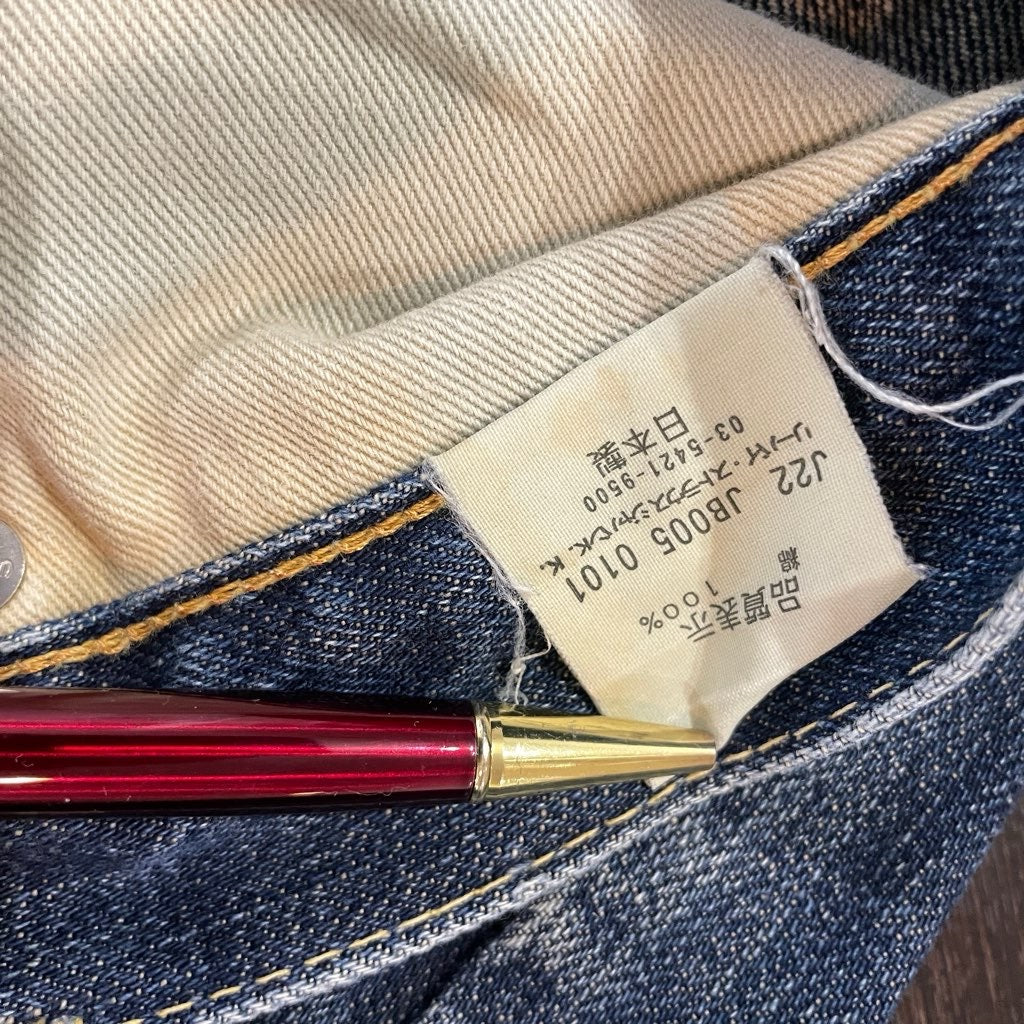 品質表示
綿 100%
J22 JB005 0101
リーバイ・ストラウスジャパンK.K.
03-5421-9500
日本製
S